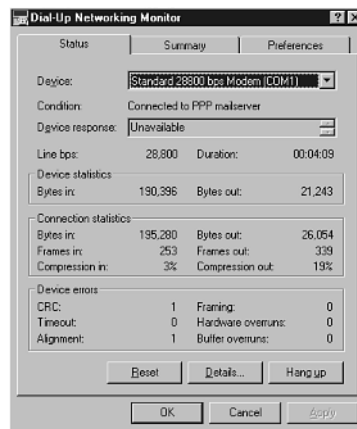 Dial-Up Networking Monitor
Status Summary Preferences
Device: Standard 28800 bps Modem (COM1)
Condition: Connected to PPP mailserver
Device response: Unavailable
Line bps: 28,800 Duration: 00:04:09
Device statistics
Bytes in: 190,396 Bytes out: 21,243
Connection statistics
Bytes in: 195,280 Bytes out: 26,054
Frames in: 253 Frames out: 339
Compression in: 3% Compression out: 19%
Device errors
CRC: 1 Framing: 0
Timeout: 0 Hardware overruns: 0
Alignment: 1 Buffer overruns: 0
Reset Details... Hang up
OK Cancel Apply